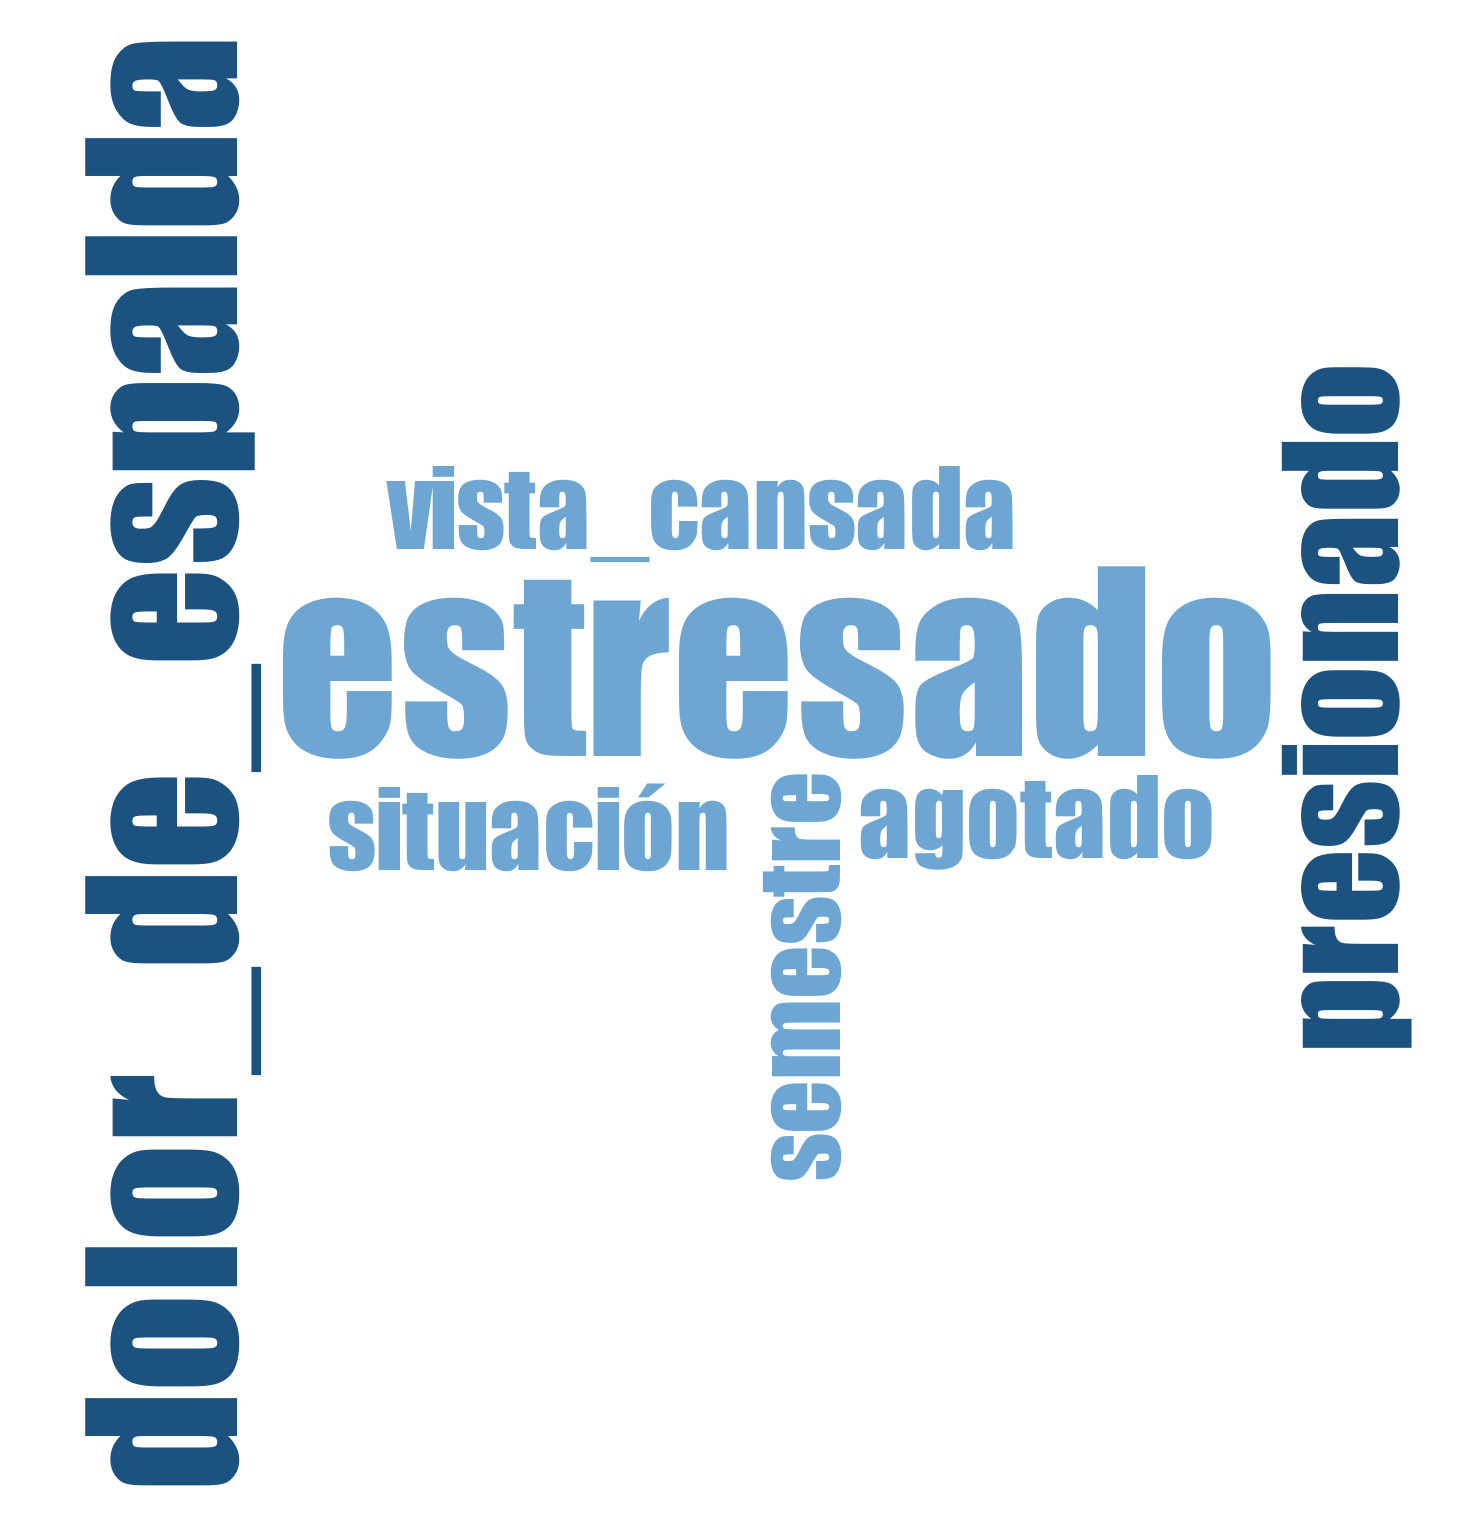 dolor_de_espalda
vista_cansada
estresado
situación
agotado
semestre
presionado